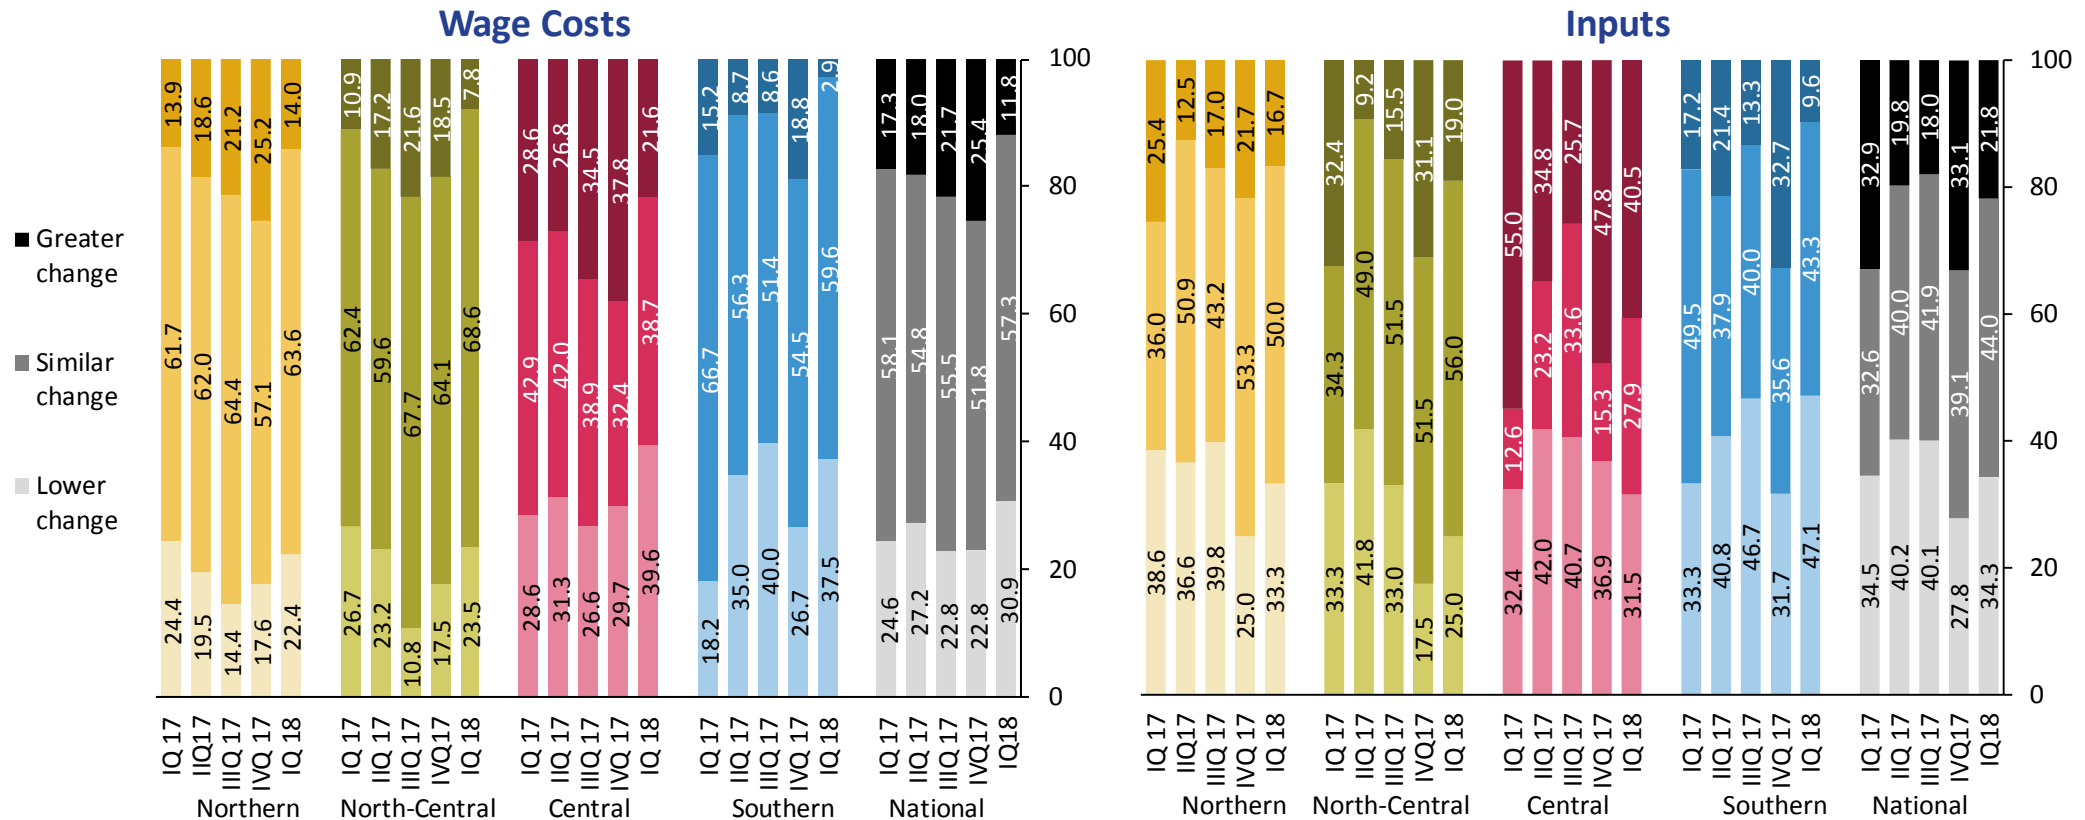 Wage Costs
Greater
change
Similar
change
Lower
change
13.9 18.6 21.2 25.2 14.0
61.7 62.0 64.4 57.1 63.6
24.4 19.5 14.4 17.6 22.4
10.9 17.2 21.6 18.5 7.8
62.4 59.6 67.7 64.1 68.6
26.7 23.2 10.8 17.5 23.5
28.6 26.8 34.5 37.8 21.6
42.9 42.0 38.9 32.4 38.7
28.6 31.3 26.6 29.7 39.6
15.2 8.7 8.6 18.8 2.9
66.7 56.3 51.4 54.5 59.6
18.2 35.0 40.0 26.7 37.5
17.3 18.0 21.7 25.4 11.8
58.1 54.8 55.5 51.8 57.3
24.6 27.2 22.8 22.8 30.9
100
80
60
40
20
0
IQ 17 IIQ17 IIIQ 17 IVQ 17 IQ 18
IQ 17 IIQ 17 IIIQ 17 IVQ 17 IQ 18
IQ 17 IIQ 17 IIIQ 17 IVQ 17 IQ 18
IQ 17 IIQ 17 IIIQ 17 IVQ 17 IQ 18
IQ 17 IIQ 17 IIIQ 17 IVQ17 IQ18
Northern North-Central Central Southern National
Inputs
25.4 12.5 17.0 21.7 16.7
36.0 50.9 43.2 53.3 50.0
38.6 36.6 39.8 25.0 33.3
32.4 9.2 15.5 31.1 19.0
34.3 49.0 51.5 51.5 56.0
33.3 41.8 33.0 17.5 25.0
55.0 34.8 25.7 47.8 40.5
12.6 23.2 33.6 15.3 27.9
32.4 42.0 40.7 36.9 31.5
17.2 21.4 13.3 32.7 9.6
49.5 37.9 40.0 35.6 43.3
33.3 40.8 46.7 31.7 47.1
32.9 19.8 18.0 33.1 21.8
32.6 40.0 41.9 39.1 44.0
34.5 40.2 40.1 27.8 34.3
100
80
60
40
20
0
IQ 17 IIQ17 IIIQ 17 IVQ 17 IQ 18
IQ 17 IIQ 17 IIIQ 17 IVQ 17 IQ 18
IQ 17 IIQ 17 IIIQ 17 IVQ 17 IQ 18
IQ 17 IIQ 17 IIIQ 17 IVQ 17 IQ 18
IQ 17 IIQ 17 IIIQ 17 IVQ17 IQ18
Northern North-Central Central Southern National